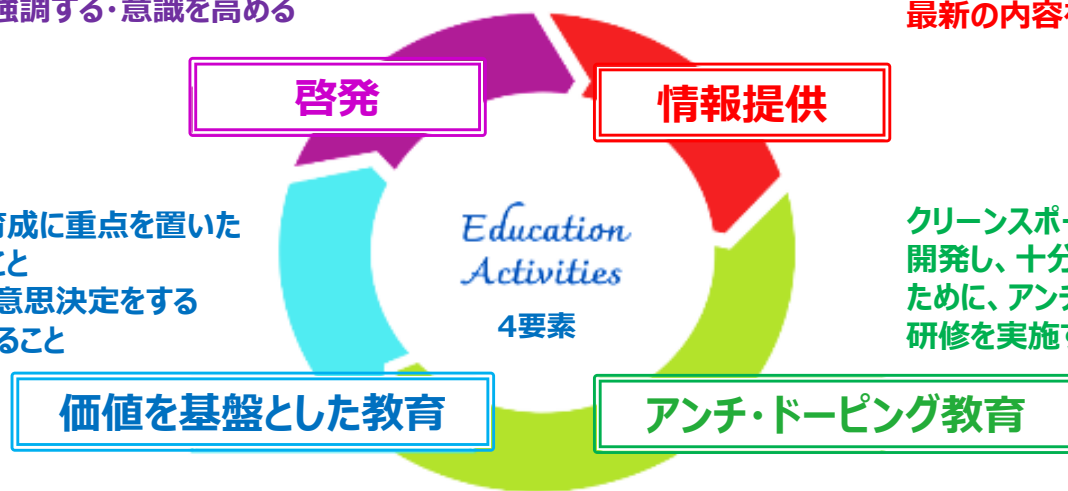 強調する・意識を高める
最新の内容
啓発
情報提供
育成に重点を置いた
こと
意思決定をする
ること
Education
Activities
4要素
クリーンスポー
開発し、十分
ために、アンチ
研修を実施す
価値を基盤とした教育
アンチ・ドーピング教育